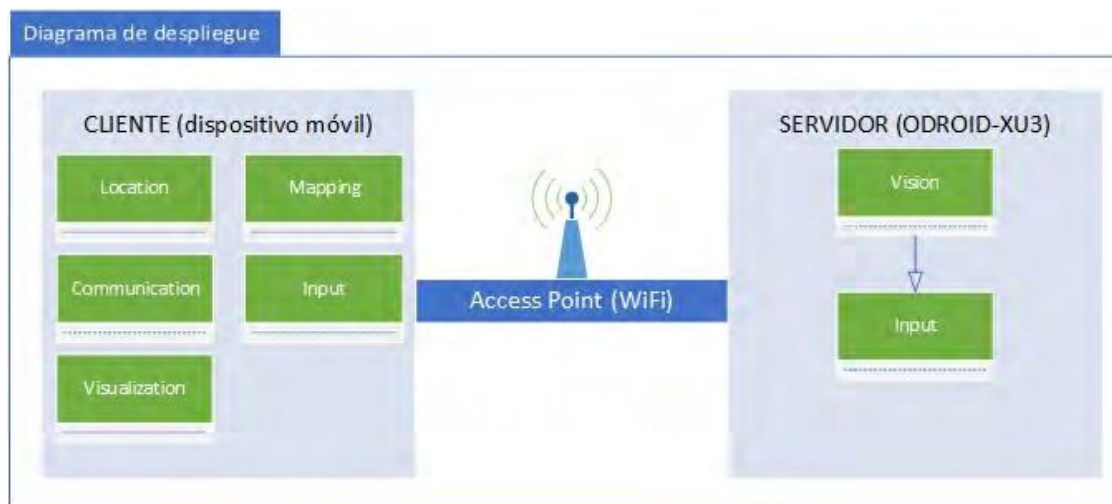 Diagrama de despliegue
CLIENTE (dispositivo móvil)
Location
Mapping
Communication
Input
Visualization
Access Point (WiFi)
SERVIDOR (ODROID-XU3)
Vision
Input